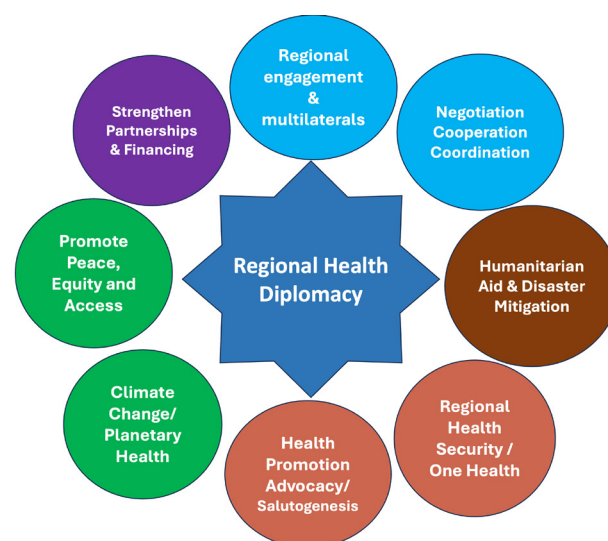 Regional
engagement
&
multilaterals
Negotiation
Cooperation
Coordination
Humanitarian
Aid & Disaster
Mitigation
Regional
Health
Security /
One Health
Health
Promotion
Advocacy/
Salutogenesis
Climate
Change/
Planetary
Health
Promote
Peace,
Equity and
Access
Strengthen
Partnerships
& Financing
Regional Health
Diplomacy